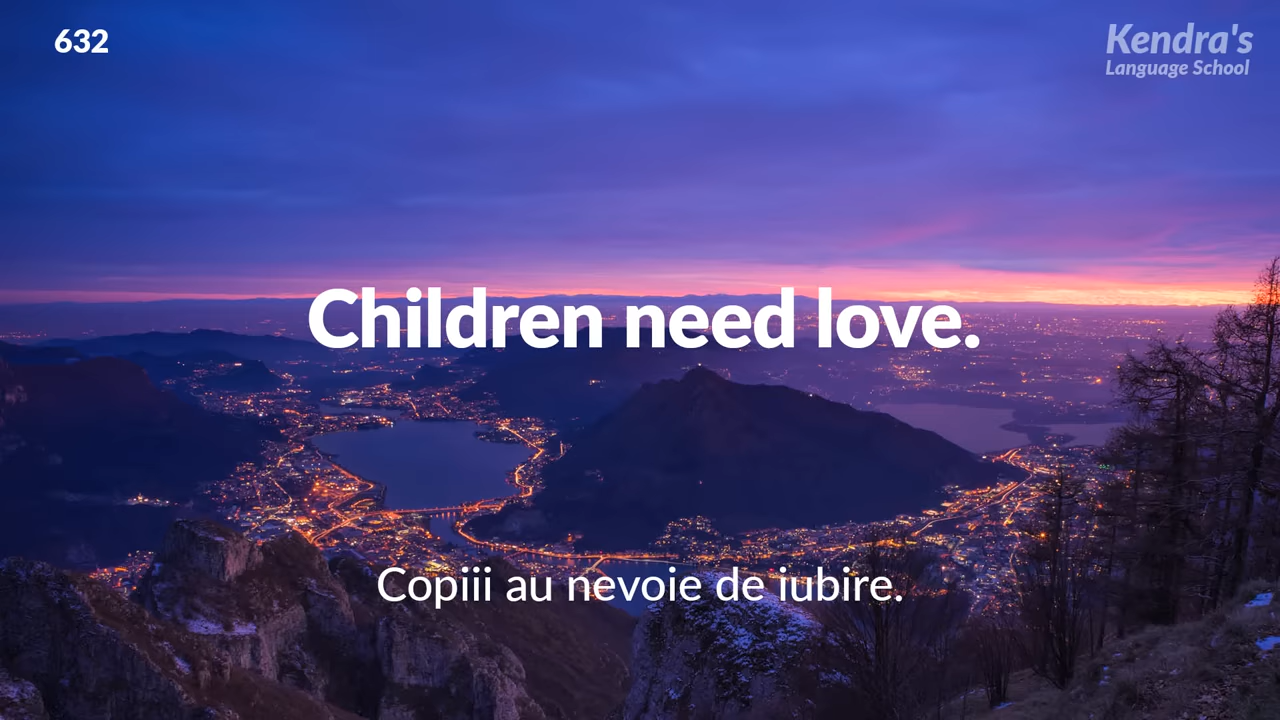 632
Kendra's
Language School
Children need love.
Copiii au nevoie de iubire.